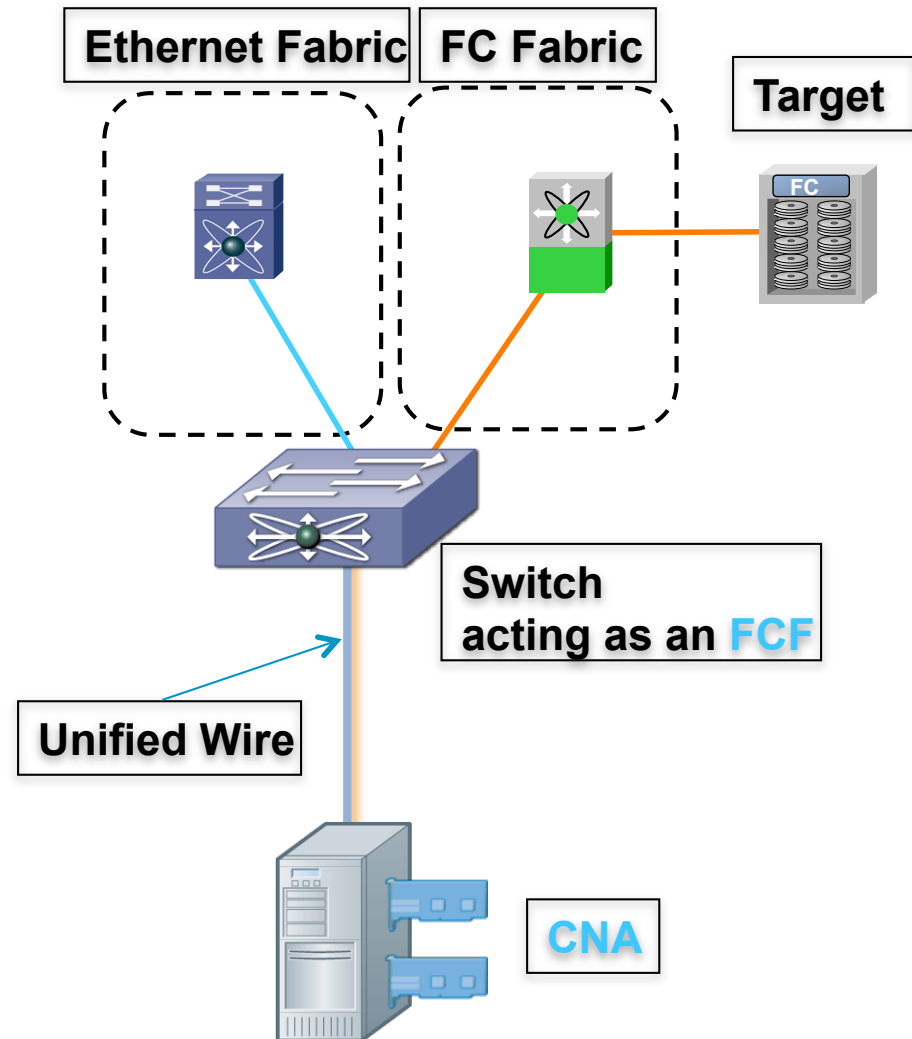 Ethernet Fabric
FC Fabric
Target
FC
Switch
acting as an FCF
Unified Wire
CNA